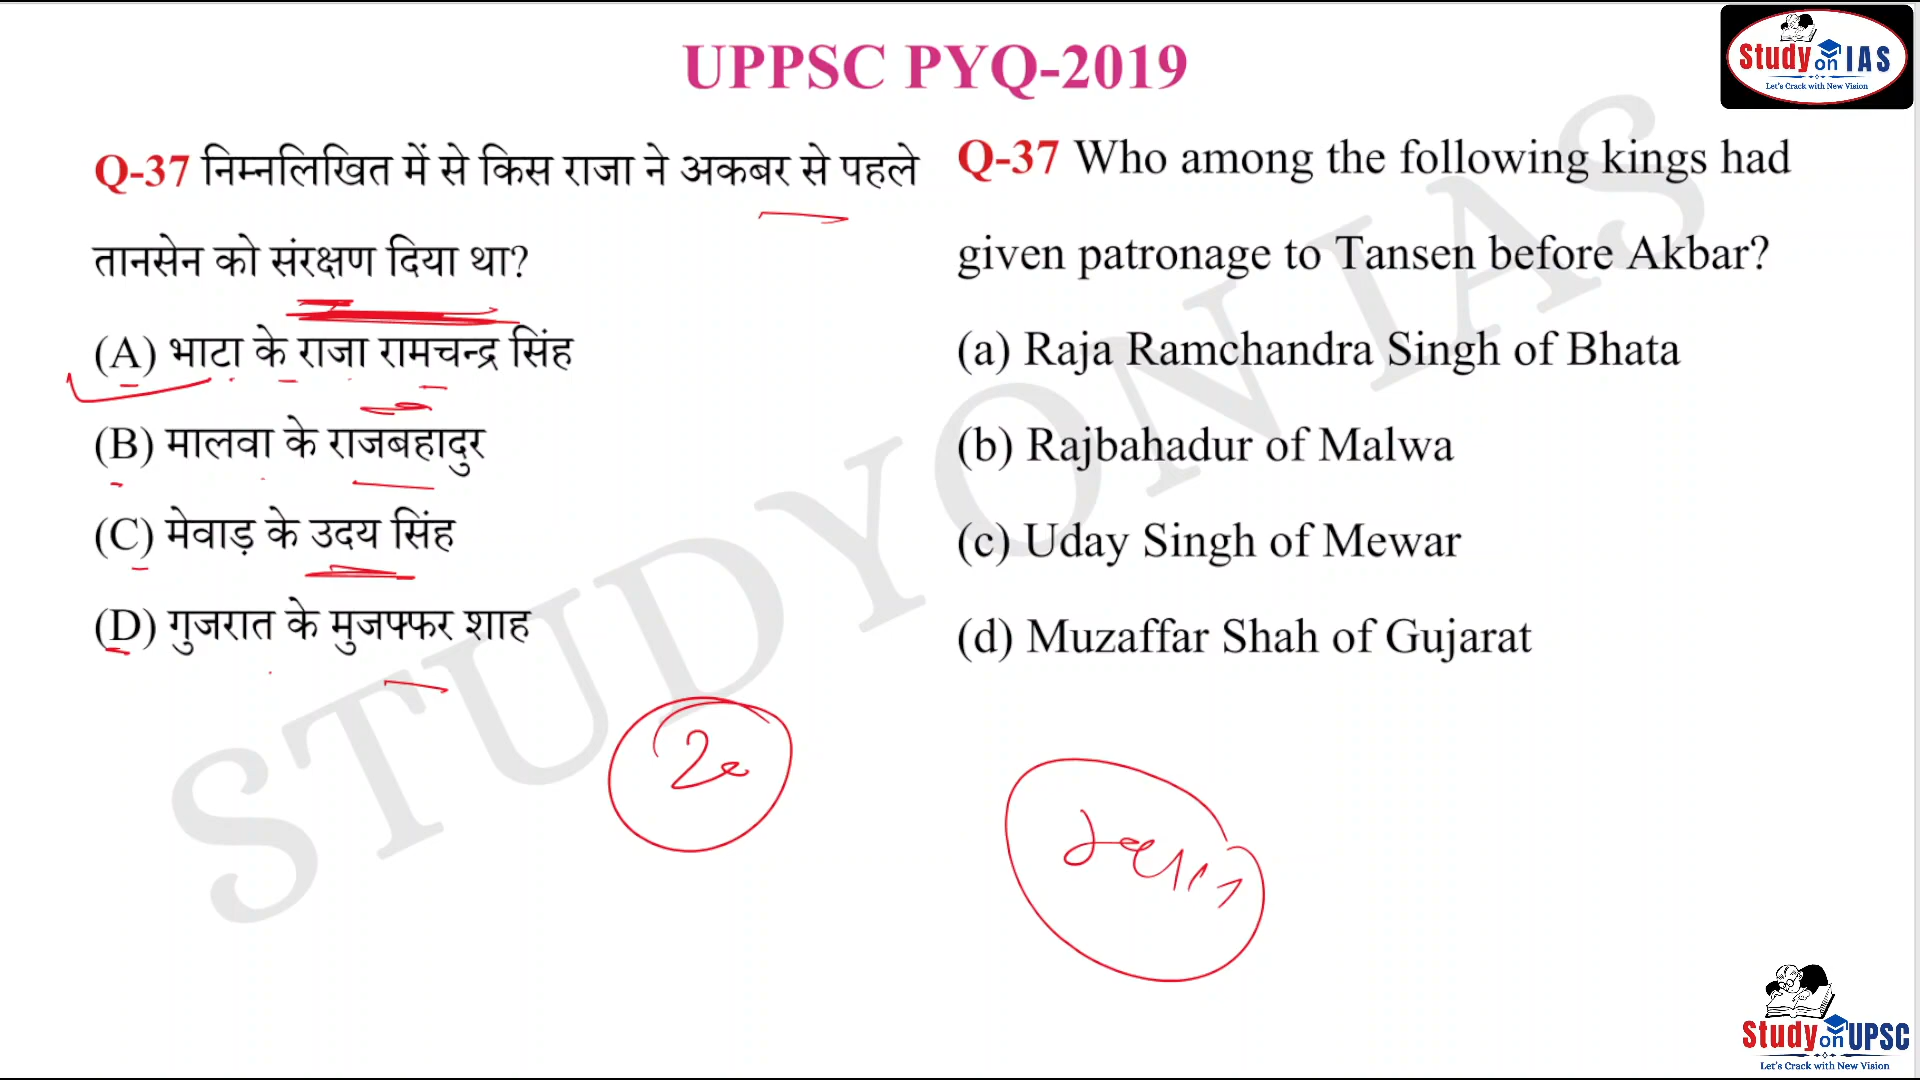 UPPSC PYQ-2019
Study on IAS
Let's Crack with New Vision
Q-37 निम्नलिखित में से किस राजा ने अकबर से पहले
तानसेन को संरक्षण दिया था?
(A) भाटा के राजा रामचन्द्र सिंह
(B) मालवा के राजबहादुर
(C) मेवाड़ के उदय सिंह
(D) गुजरात के मुजफ्फर शाह
Q-37 Who among the following kings had
given patronage to Tansen before Akbar?
(a) Raja Ramchandra Singh of Bhata
(b) Rajbahadur of Malwa
(c) Uday Singh of Mewar
(d) Muzaffar Shah of Gujarat
STUDYON IAS
Study on UPSC
Let's Crack with New Vision